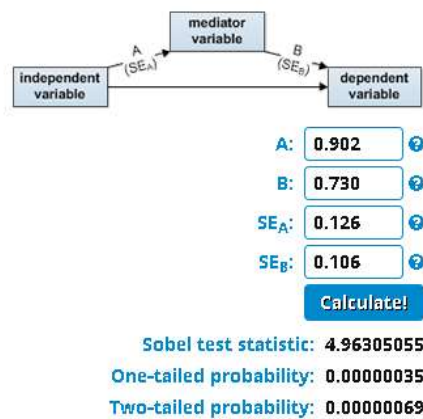 mediator
variable
A
(SEA)
B
(SEB)
independent
variable
dependent
variable
A: 0.902
B: 0.730
SEA: 0.126
SEB: 0.106
Calculate!
Sobel test statistic: 4.96305055
One-tailed probability: 0.00000035
Two-tailed probability: 0.00000069